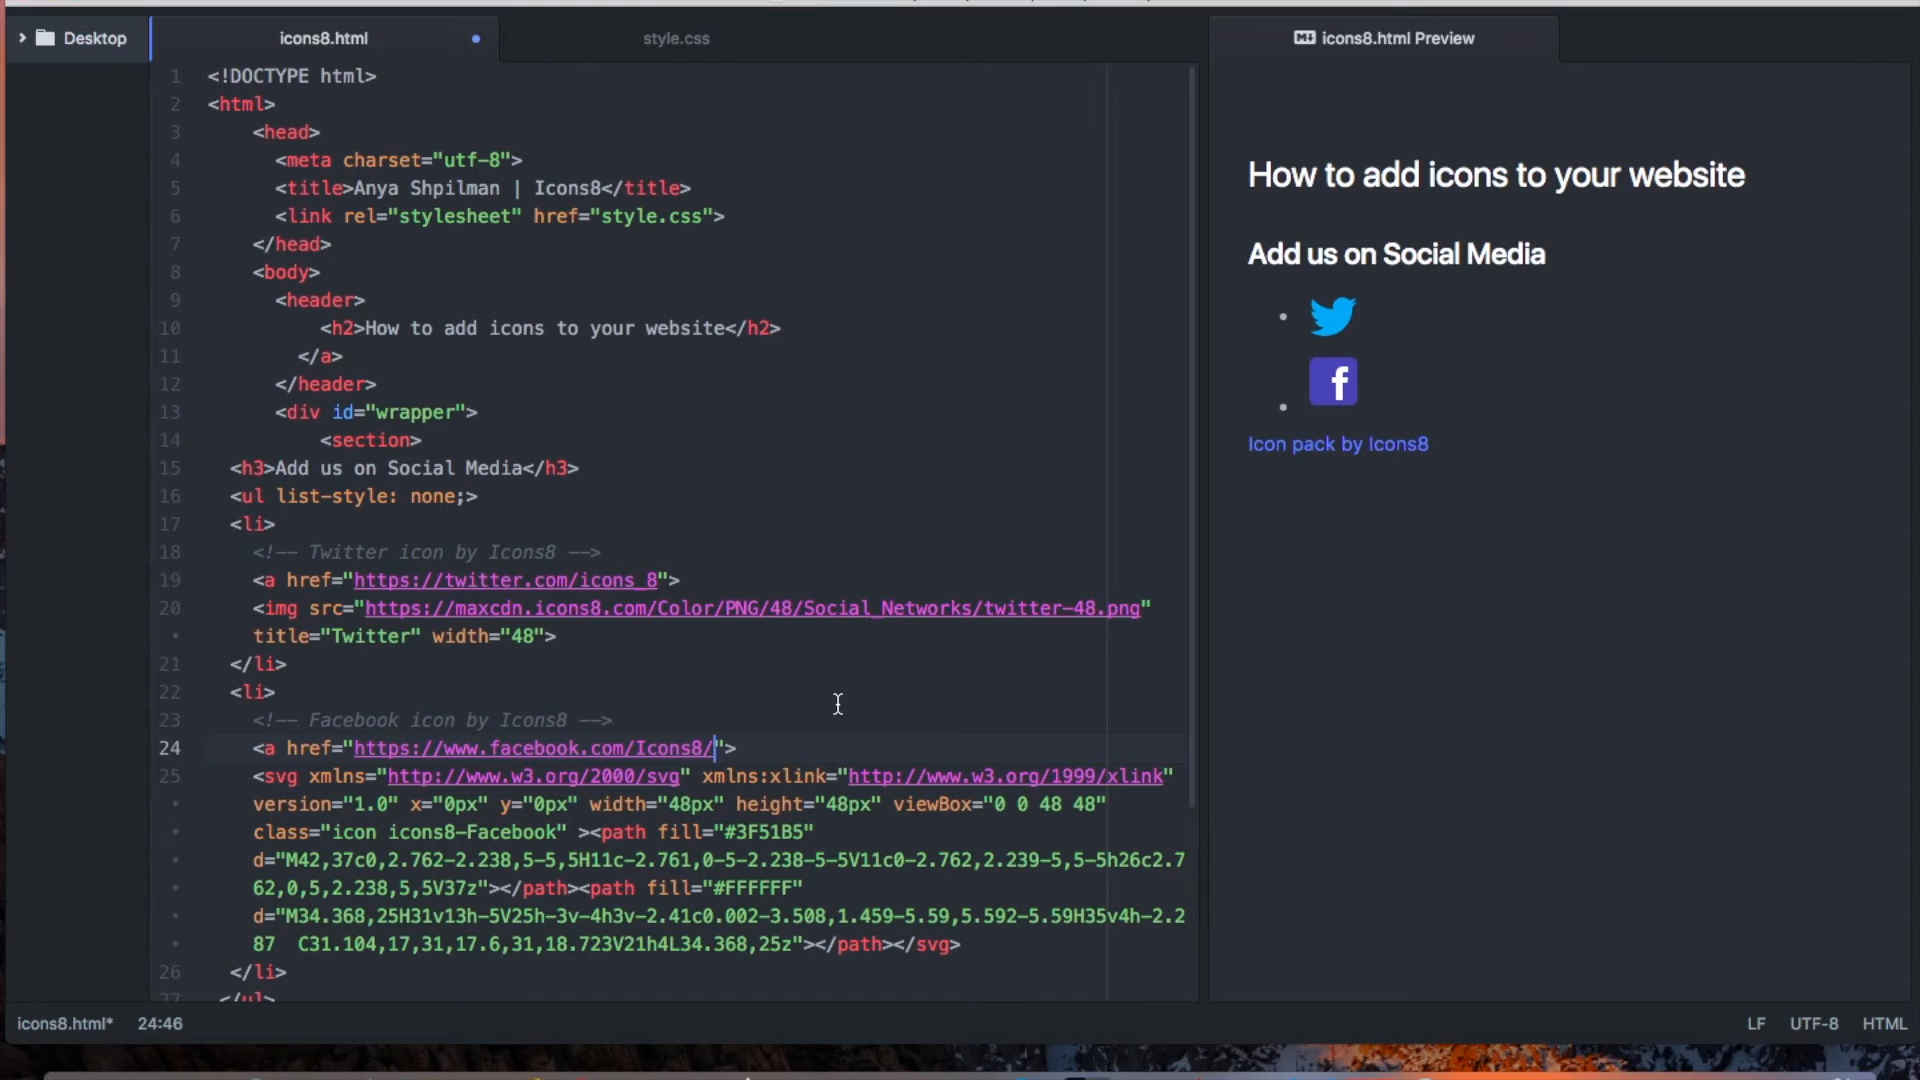 Desktop
icons8.html
style.css
icons8.html Preview
1 <!DOCTYPE html>
2 <html>
3 <head>
4 <meta charset="utf-8">
5 <title>Anya Shpilman | Icons8</title>
6 <link rel="stylesheet" href="style.css">
7 </head>
8 <body>
9 <header>
10 <h2>How to add icons to your website</h2>
11 </a>
12 </header>
13 <div id="wrapper">
14 <section>
15 <h3>Add us on Social Media</h3>
16 <ul list-style: none;>
17 <li>
18 <!-- Twitter icon by Icons8 -->
19 <a href="https://twitter.com/icons_8">
20 <img src="https://maxcdn.icons8.com/Color/PNG/48/Social_Networks/twitter-48.png"
title="Twitter" width="48">
21 </li>
22 <li>
23 <!-- Facebook icon by Icons8 -->
24 <a href="https://www.facebook.com/Icons8/">
25 <svg xmlns="http://www.w3.org/2000/svg" xmlns:xlink="http://www.w3.org/1999/xlink"
version="1.0" x="0px" y="0px" width="48px" height="48px" viewBox="0 0 48 48"
class="icon icons8-Facebook" ><path fill="#3F51B5"
d="M42,37c0,2.762-2.238,5-5,5H11c-2.761,0-5-2.238-5-5V11c0-2.762,2.239-5,5-5h26c2.7
62,0,5,2.238,5,5V37z"></path><path fill="#FFFFFF"
d="M34.368,25H31v13h-5V25h-3v-4h3v-2.41c0.002-3.508,1.459-5.59,5.592-5.59H35v4h-2.2
87 C31.104,17,31,17.6,31,18.723V21h4L34.368,25z"></path></svg>
26 </li>
27 </ul>
How to add icons to your website
Add us on Social Media
f
Icon pack by Icons8
icons8.html* 24:46
LF UTF-8 HTML